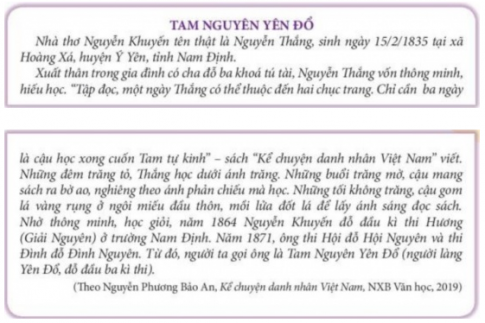 TAM NGUYÊN YÊN ĐỔ
Nhà thơ Nguyễn Khuyến tên thật là Nguyễn Thắng, sinh ngày 15/2/1835 tại xã
Hoàng Xá, huyện Ý Yên, tỉnh Nam Định.
Xuất thân trong gia đình có cha đỗ ba khoá tú tài, Nguyễn Thắng vốn thông minh,
hiếu học. “Tập đọc, một ngày Thắng có thể thuộc đến hai chục trang. Chỉ cần ba ngày
là cậu học xong cuốn Tam tự kinh” – sách “Kể chuyện danh nhân Việt Nam” viết.
Những đêm trăng tỏ, Thắng học dưới ánh trăng. Những buổi trăng mờ, cậu mang
sách ra bờ ao, nghiêng theo ánh phản chiếu mà học. Những tối không trăng, cậu gom
lá vàng rụng ở ngôi miếu đầu thôn, mồi lửa đốt lá để lấy ánh sáng đọc sách.
Nhờ thông minh, học giỏi, năm 1864 Nguyễn Khuyến đỗ đầu kì thi Hương
(Giải Nguyên) ở trường Nam Định. Năm 1871, ông thi Hội đỗ Hội Nguyên và thi
Đình đỗ Đình Nguyên. Từ đó, người ta gọi ông là Tam Nguyên Yên Đổ (người làng
Yên Đổ, đỗ đầu ba kì thi).
(Theo Nguyễn Phương Bảo An, Kể chuyện danh nhân Việt Nam, NXB Văn học, 2019)